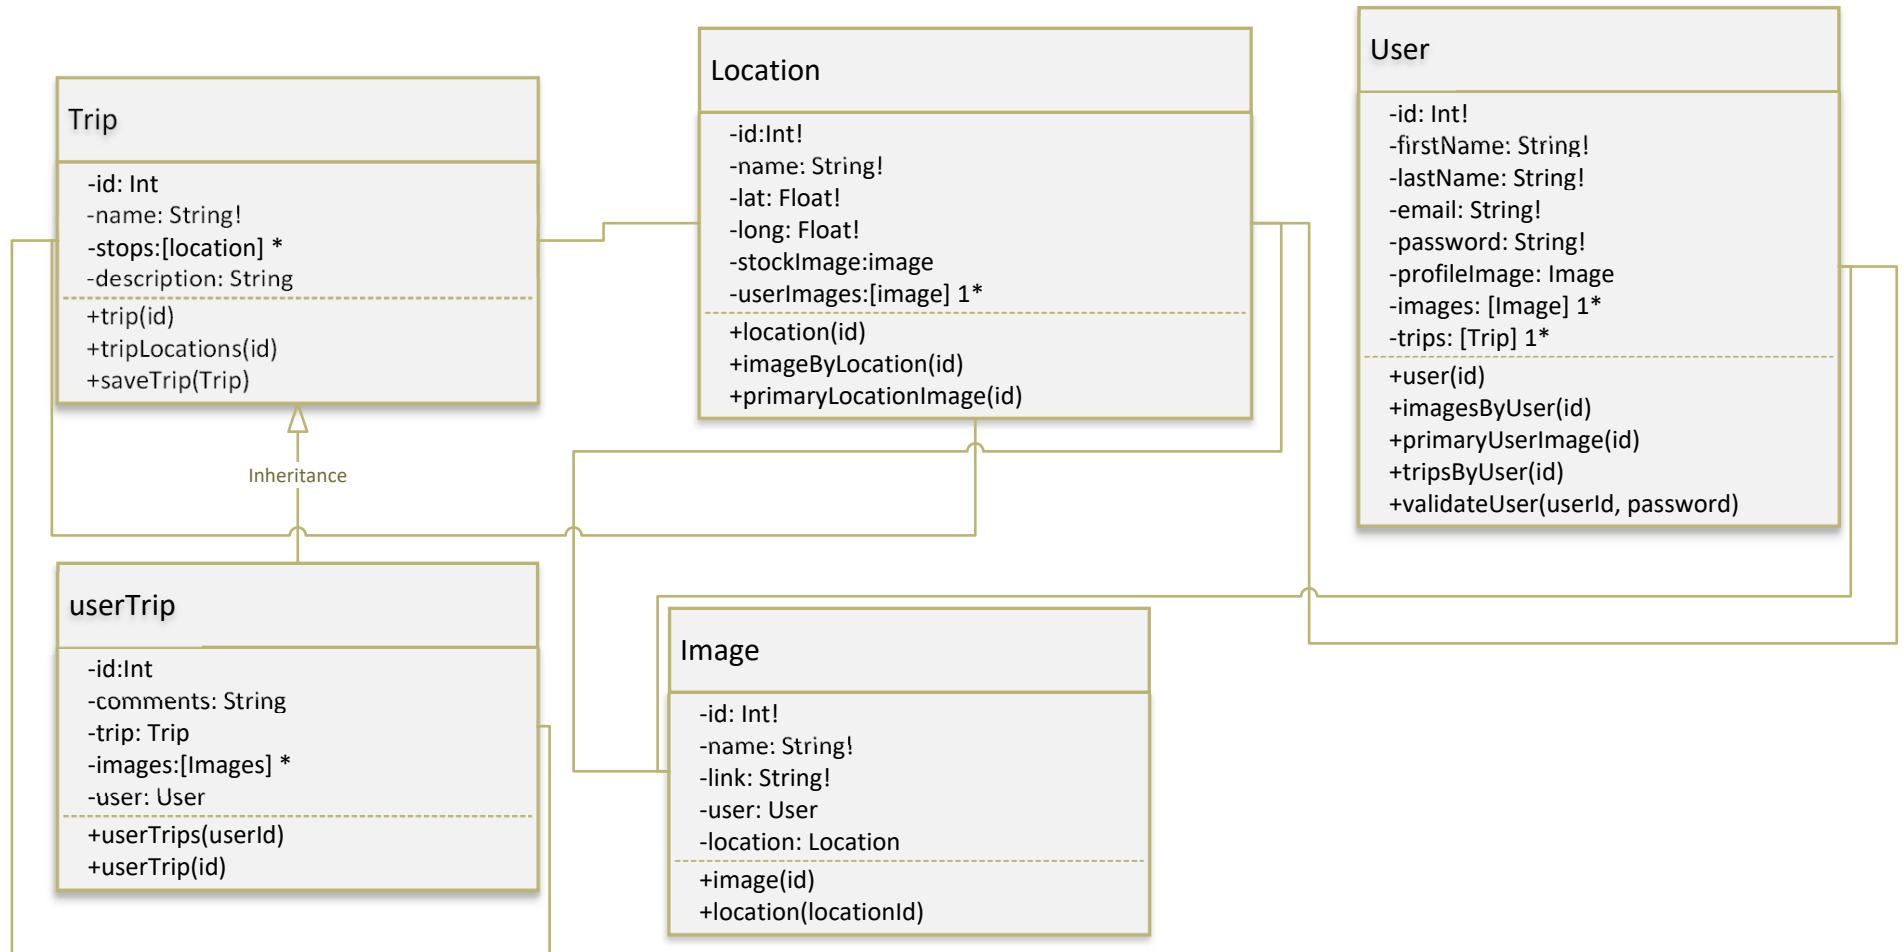 Trip
-id: Int
-name: String!
-stops:[location] *
-description: String
+trip(id)
+tripLocations(id)
+saveTrip(Trip)
Location
-id:Int!
-name: String!
-lat: Float!
-long: Float!
-stockImage:image
-userImages:[image] 1*
+location(id)
+imageByLocation(id)
+primaryLocationImage(id)
User
-id: Int!
-firstName: String!
-lastName: String!
-email: String!
-password: String!
-profileImage: Image
-images: [Image] 1*
-trips: [Trip] 1*
+user(id)
+imagesByUser(id)
+primaryUserImage(id)
+tripsByUser(id)
+validateUser(userId, password)
Inheritance
userTrip
-id:Int
-comments: String
-trip: Trip
-images:[Images] *
-user: User
+userTrips(userId)
+userTrip(id)
Image
-id: Int!
-name: String!
-link: String!
-user: User
-location: Location
+image(id)
+location(locationId)